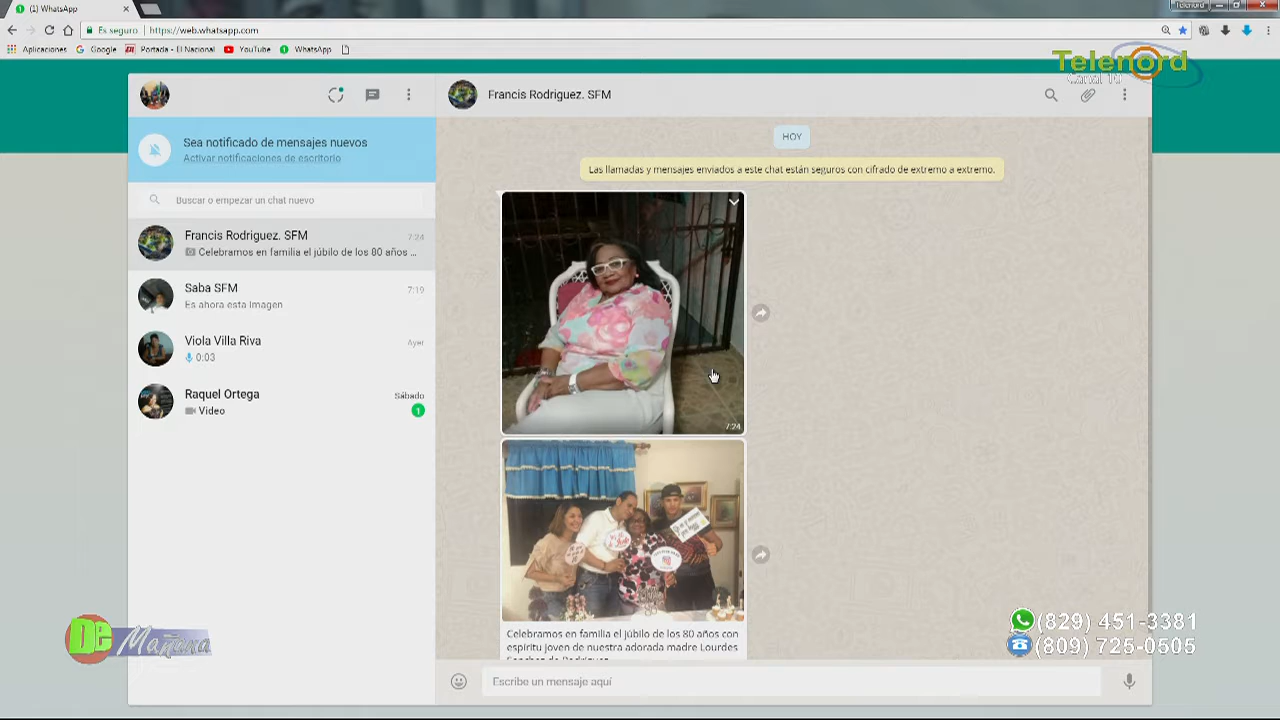 (1) WhatsApp
Telenord
Es seguro
https://web.whatsapp.com
Aplicaciones
Google
Portada - El Nacional
YouTube
WhatsApp
Telenord
Canal 10
Francis Rodriguez. SFM
Sea notificado de mensajes nuevos
Activar notificaciones de escritorio
HOY
Las llamadas y mensajes enviados a este chat están seguros con cifrado de extremo a extremo.
Buscar o empezar un chat nuevo
Francis Rodriguez. SFM
7:24
Celebramos en familia el júbilo de los 80 años ...
Saba SFM
7:19
Es ahora esta Imagen
Viola Villa Riva
Ayer
0:03
Raquel Ortega
Sábado
Video
1
7:24
Celebramos en familia el júbilo de los 80 años con
espíritu joven de nuestra adorada madre Lourdes
De Mañana
(829) 451-3381
(809) 725-0505
Escribe un mensaje aquí